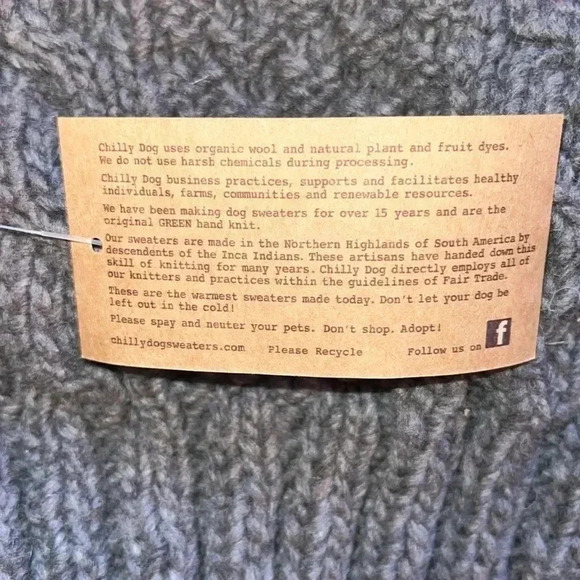 Chilly Dog uses organic wool and natural plant and fruit dyes.
We do not use harsh chemicals during processing.
Chilly Dog business practices, supports and facilitates healthy
individuals, farms, communities and renewable resources.
We have been making dog sweaters for over 15 years and are the
original GREEN hand knit.
Our sweaters are made in the Northern Highlands of South America by
descendents of the Inca Indians. These artisans have handed down this
skill of knitting for many years. Chilly Dog directly employs all of
our knitters and practices within the guidelines of Fair Trade.
These are the warmest sweaters made today. Don't let your dog be
left out in the cold!
Please spay and neuter your pets. Don't shop. Adopt!
chillydogsweaters.com Please Recycle Follow us on f